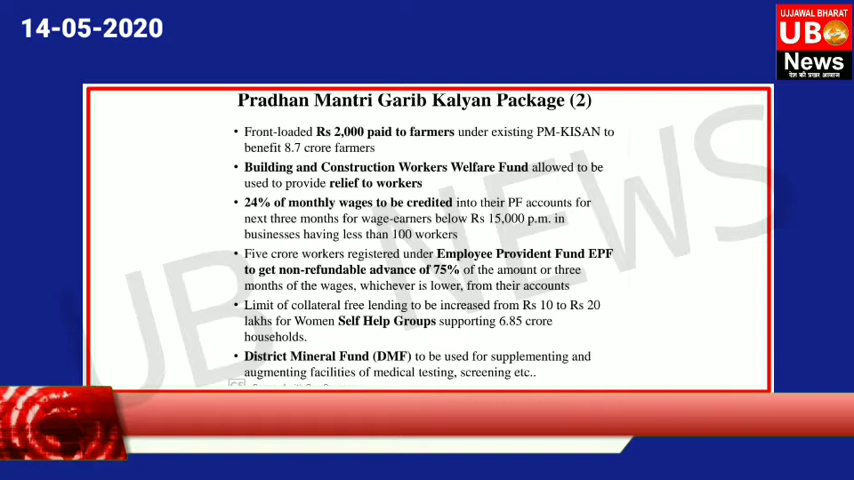 14-05-2020
UJJAWAL BHARAT
UB
News
देश की प्रखर आवाज
Pradhan Mantri Garib Kalyan Package (2)
• Front-loaded Rs 2,000 paid to farmers under existing PM-KISAN to
benefit 8.7 crore farmers
• Building and Construction Workers Welfare Fund allowed to be
used to provide relief to workers
• 24% of monthly wages to be credited into their PF accounts for
next three months for wage-earners below Rs 15,000 p.m. in
businesses having less than 100 workers
• Five crore workers registered under Employee Provident Fund EPF
to get non-refundable advance of 75% of the amount or three
months of the wages, whichever is lower, from their accounts
• Limit of collateral free lending to be increased from Rs 10 to Rs 20
lakhs for Women Self Help Groups supporting 6.85 crore
households.
• District Mineral Fund (DMF) to be used for supplementing and
augmenting facilities of medical testing, screening etc..
CS
UB NEWS